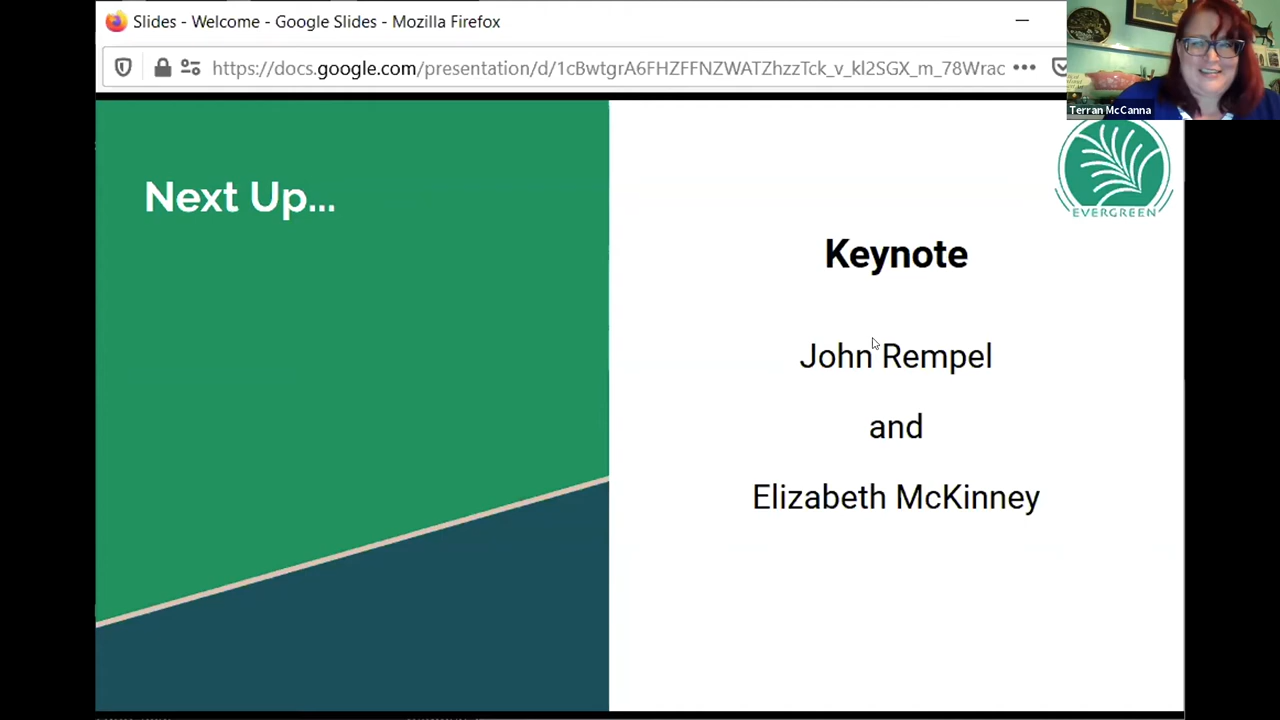 Slides - Welcome - Google Slides - Mozilla Firefox
https://docs.google.com/presentation/d/1cBwtgrA6FHZFFNZWATZhzzTck_v_kl2SGX_m_78Wrac
Terran McCanna
EVERGREEN
Next Up...
Keynote
John Rempel
and
Elizabeth McKinney